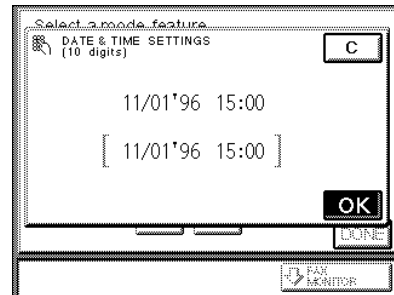 Select a mode feature
DATE & TIME SETTINGS
(10 digits)
C
11/01'96 15:00
[ 11/01'96 15:00 ]
OK
DONE
FAX
MONITOR